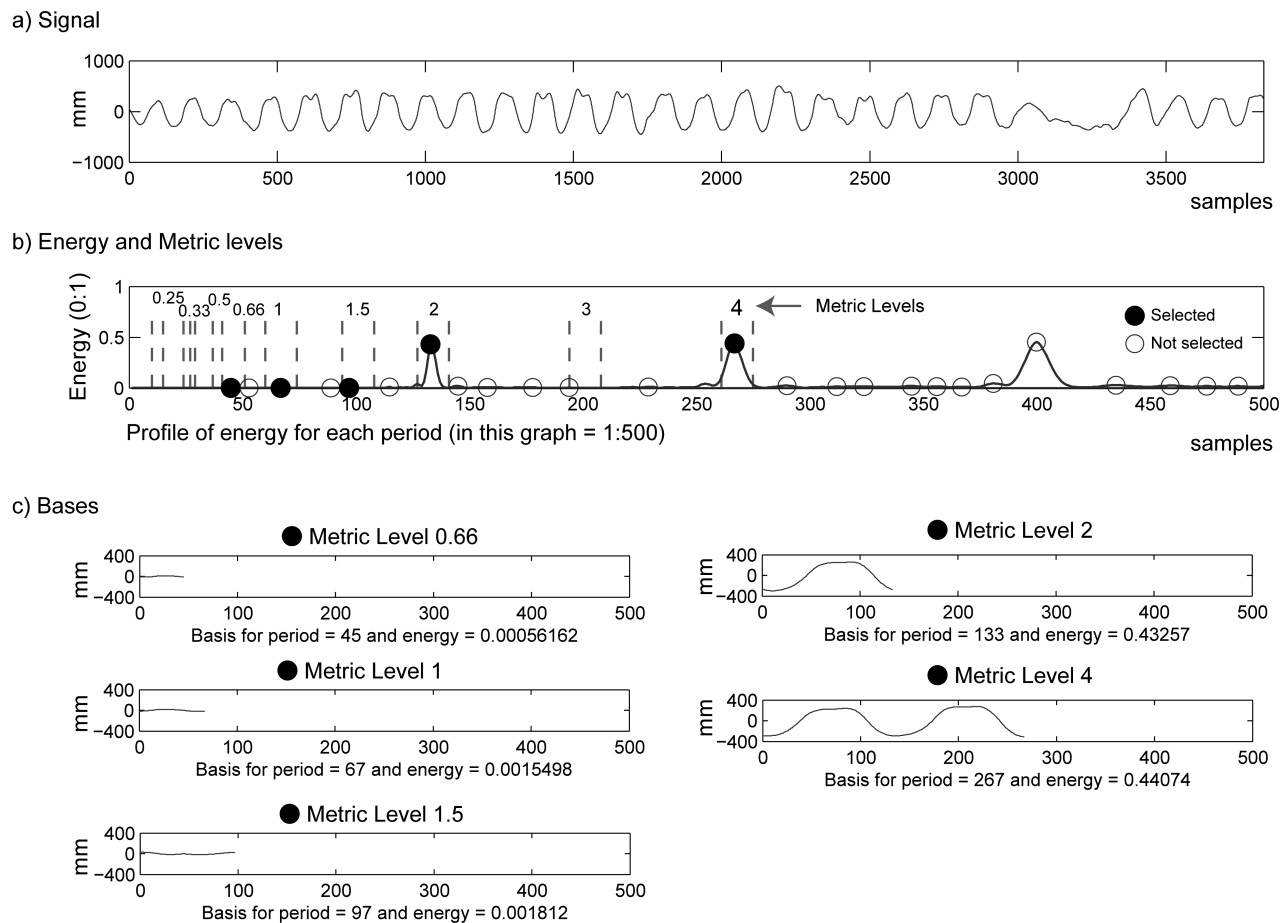 a) Signal
1000
0
−1000
mm
0 500 1000 1500 2000 2500 3000 3500
samples
b) Energy and Metric levels
Energy (0:1)
1
0.5
0
0.25 0.33 0.5 0.66 1 1.5 2 3 4 Metric Levels
Selected
Not selected
0 50 100 150 200 250 300 350 400 450 500
Profile of energy for each period (in this graph = 1:500)
samples
c) Bases
Metric Level 0.66
mm
400
0
−400
0 100 200 300 400 500
Basis for period = 45 and energy = 0.00056162
Metric Level 1
mm
400
0
−400
0 100 200 300 400 500
Basis for period = 67 and energy = 0.0015498
Metric Level 1.5
mm
400
0
−400
0 100 200 300 400 500
Basis for period = 97 and energy = 0.001812
Metric Level 2
mm
400
0
−400
0 100 200 300 400 500
Basis for period = 133 and energy = 0.43257
Metric Level 4
mm
400
0
−400
0 100 200 300 400 500
Basis for period = 267 and energy = 0.44074